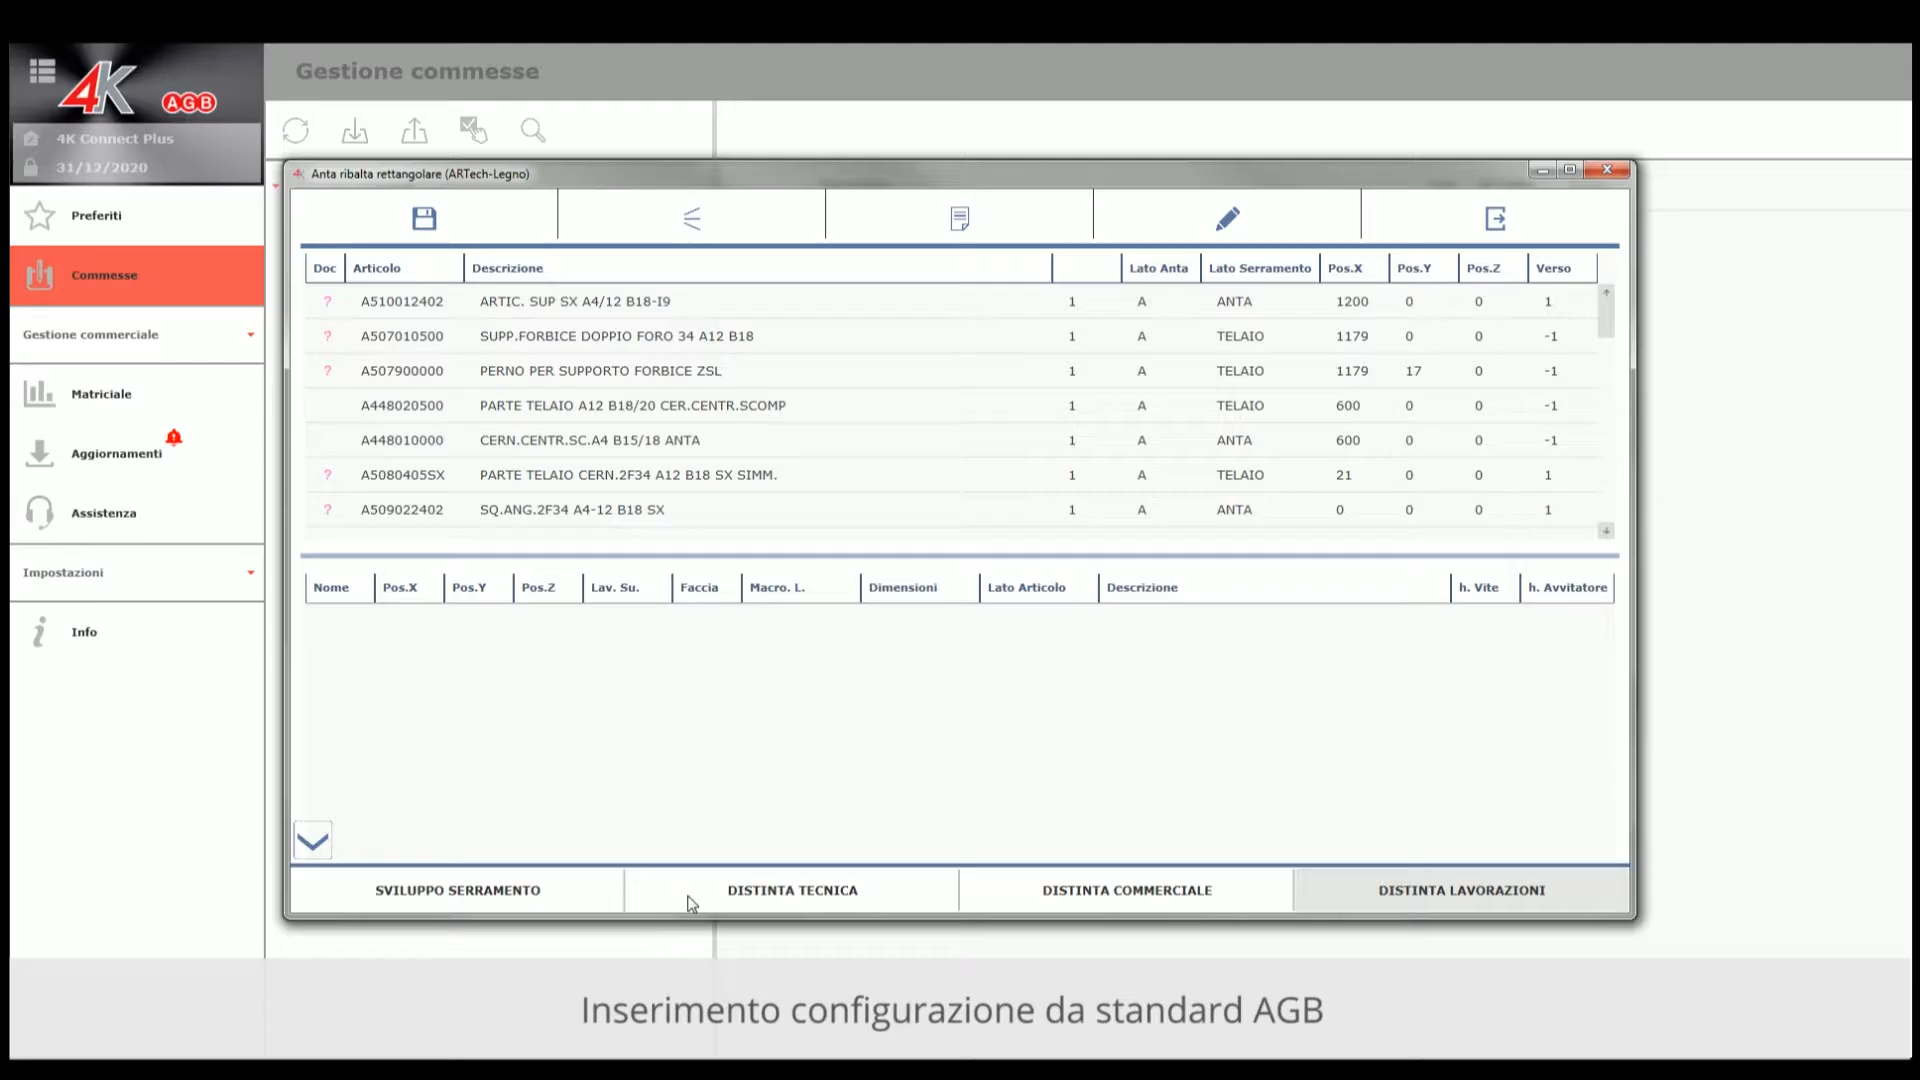 Gestione commesse
4K
AGB
4K Connect Plus
31/12/2020
Preferiti
Commesse
Gestione commerciale
Matriciale
Aggiornamenti
Assistenza
Impostazioni
Info
Anta ribalta rettangolare (ARTech-Legno)
Doc Articolo Descrizione Lato Anta Lato Serramento Pos.X Pos.Y Pos.Z Verso
? A510012402 ARTIC. SUP SX A4/12 B18-I9 1 A ANTA 1200 0 0 1
? A507010500 SUPP.FORBICE DOPPIO FORO 34 A12 B18 1 A TELAIO 1179 0 0 -1
? A507900000 PERNO PER SUPPORTO FORBICE ZSL 1 A TELAIO 1179 17 0 -1
A448020500 PARTE TELAIO A12 B18/20 CER.CENTR.SCOMP 1 A TELAIO 600 0 0 -1
A448010000 CERN.CENTR.SC.A4 B15/18 ANTA 1 A ANTA 600 0 0 -1
? A5080405SX PARTE TELAIO CERN.2F34 A12 B18 SX SIMM. 1 A TELAIO 21 0 0 1
? A509022402 SQ.ANG.2F34 A4-12 B18 SX 1 A ANTA 0 0 0 1
Nome Pos.X Pos.Y Pos.Z Lav. Su. Faccia Macro. L. Dimensioni Lato Articolo Descrizione h. Vite h. Avvitatore
SVILUPPO SERRAMENTO DISTINTA TECNICA DISTINTA COMMERCIALE DISTINTA LAVORAZIONI
Inserimento configurazione da standard AGB